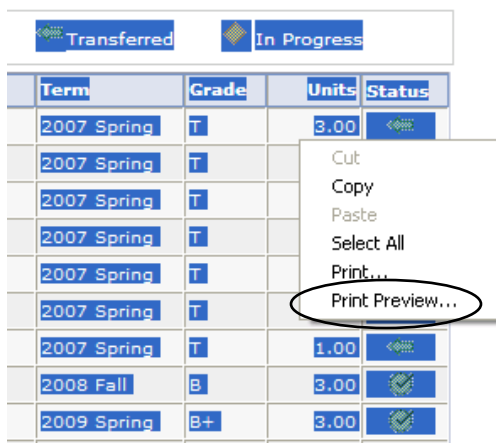 Transferred In Progress
Term Grade Units Status
2007 Spring T 3.00
2007 Spring T
2007 Spring T
2007 Spring T
2007 Spring T
2007 Spring T
2007 Spring T 1.00
2008 Fall B 3.00
2009 Spring B+ 3.00
Cut
Copy
Paste
Select All
Print...
Print Preview...